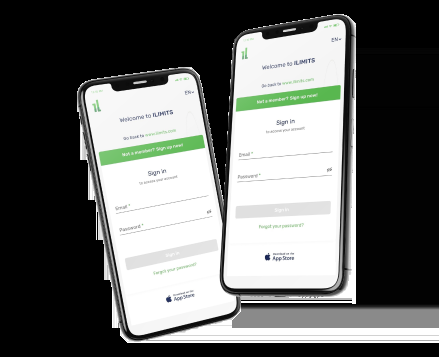 EN
Welcome to ILIMITS
Go back to www.ilimits.com
Not a member? Sign up now!
Sign in
to access your account
Email *
Password *
Sign in
Forgot your password?
Download on the
App Store
EN
Welcome to ILIMITS
Go back to www.ilimits.com
Not a member? Sign up now!
Sign in
to access your account
Email *
Password *
Sign in
Forgot your password?
Download on the
App Store